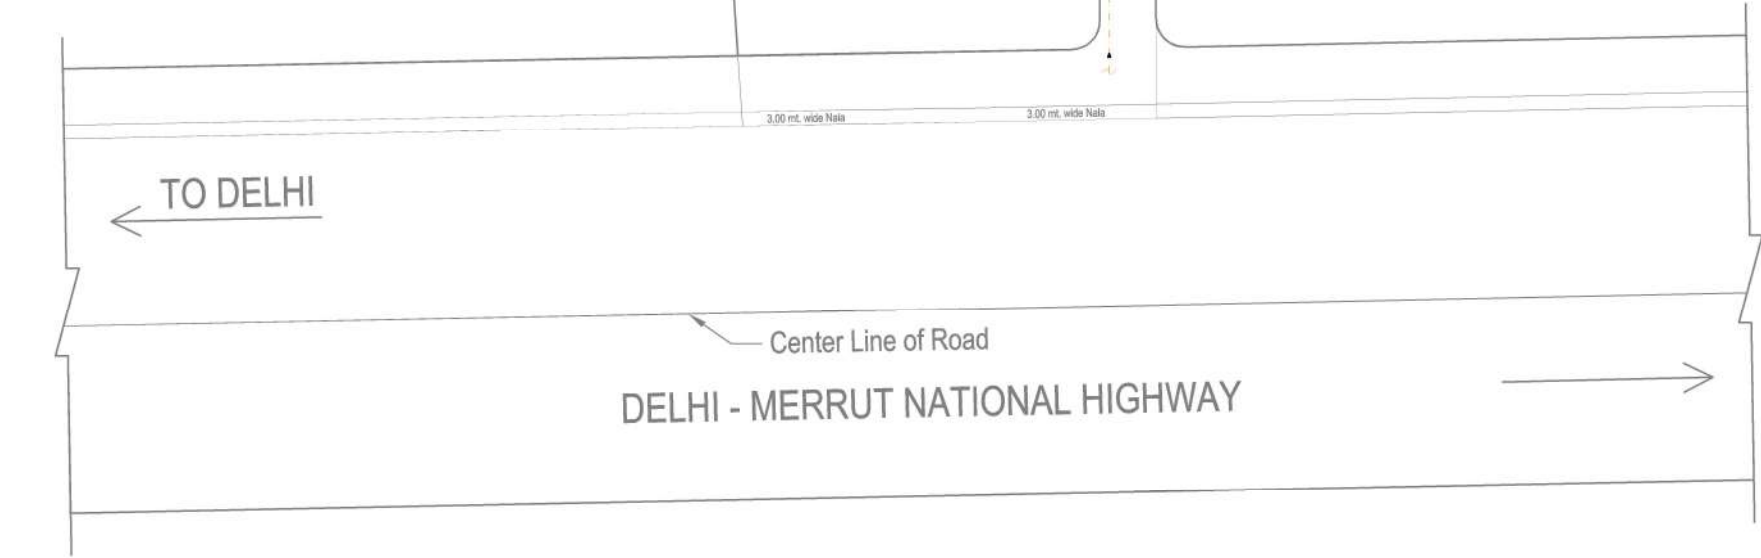 3.00 mt. wide Nala
3.00 mt. wide Nala
TO DELHI
Center Line of Road
DELHI - MERRUT NATIONAL HIGHWAY